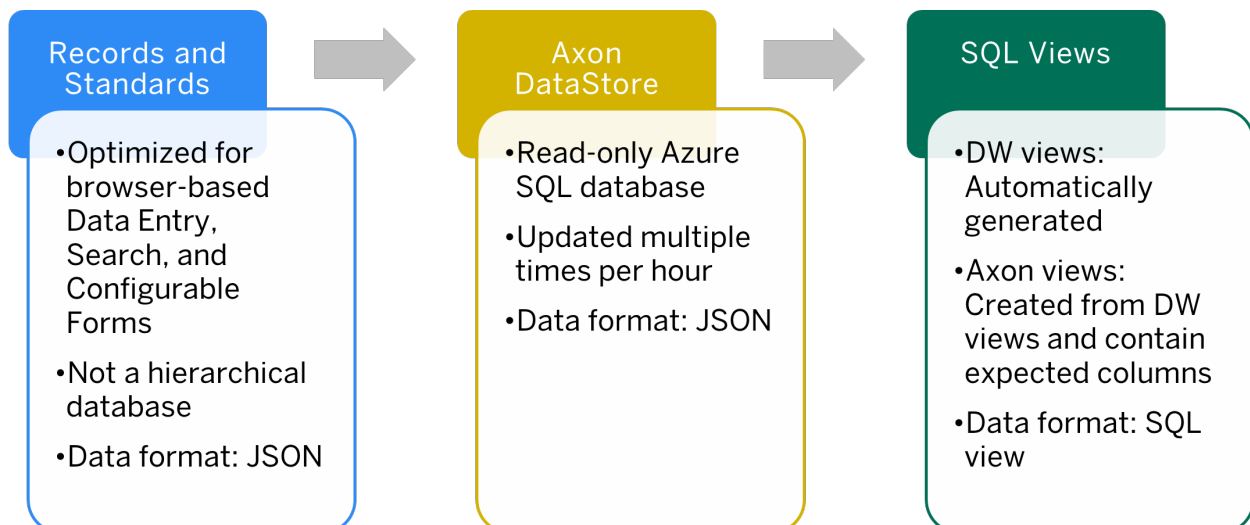 Records and
Standards
•Optimized for
browser-based
Data Entry,
Search, and
Configurable
Forms
•Not a hierarchical
database
•Data format: JSON
Axon
DataStore
•Read-only Azure
SQL database
•Updated multiple
times per hour
•Data format: JSON
SQL Views
•DW views:
Automatically
generated
•Axon views:
Created from DW
views and contain
expected columns
•Data format: SQL
view